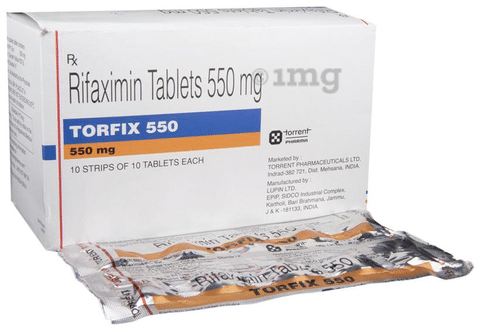 Rx
Rifaximin Tablets 550 mg
1mg
TORFIX 550
550 mg
10 STRIPS OF 10 TABLETS EACH
torrent
PHARMA
Marketed by :
TORRENT PHARMACEUTICALS LTD.
Indrad-382 721, Dist. Mehsana, INDIA.
Manufactured by :
LUPIN LTD.
EPIP, SIDCO Industrial Complex,
Kartholi, Bari Brahmana, Jammu,
J & K -181133, INDIA.
TORFIX 550
TORFIX 550